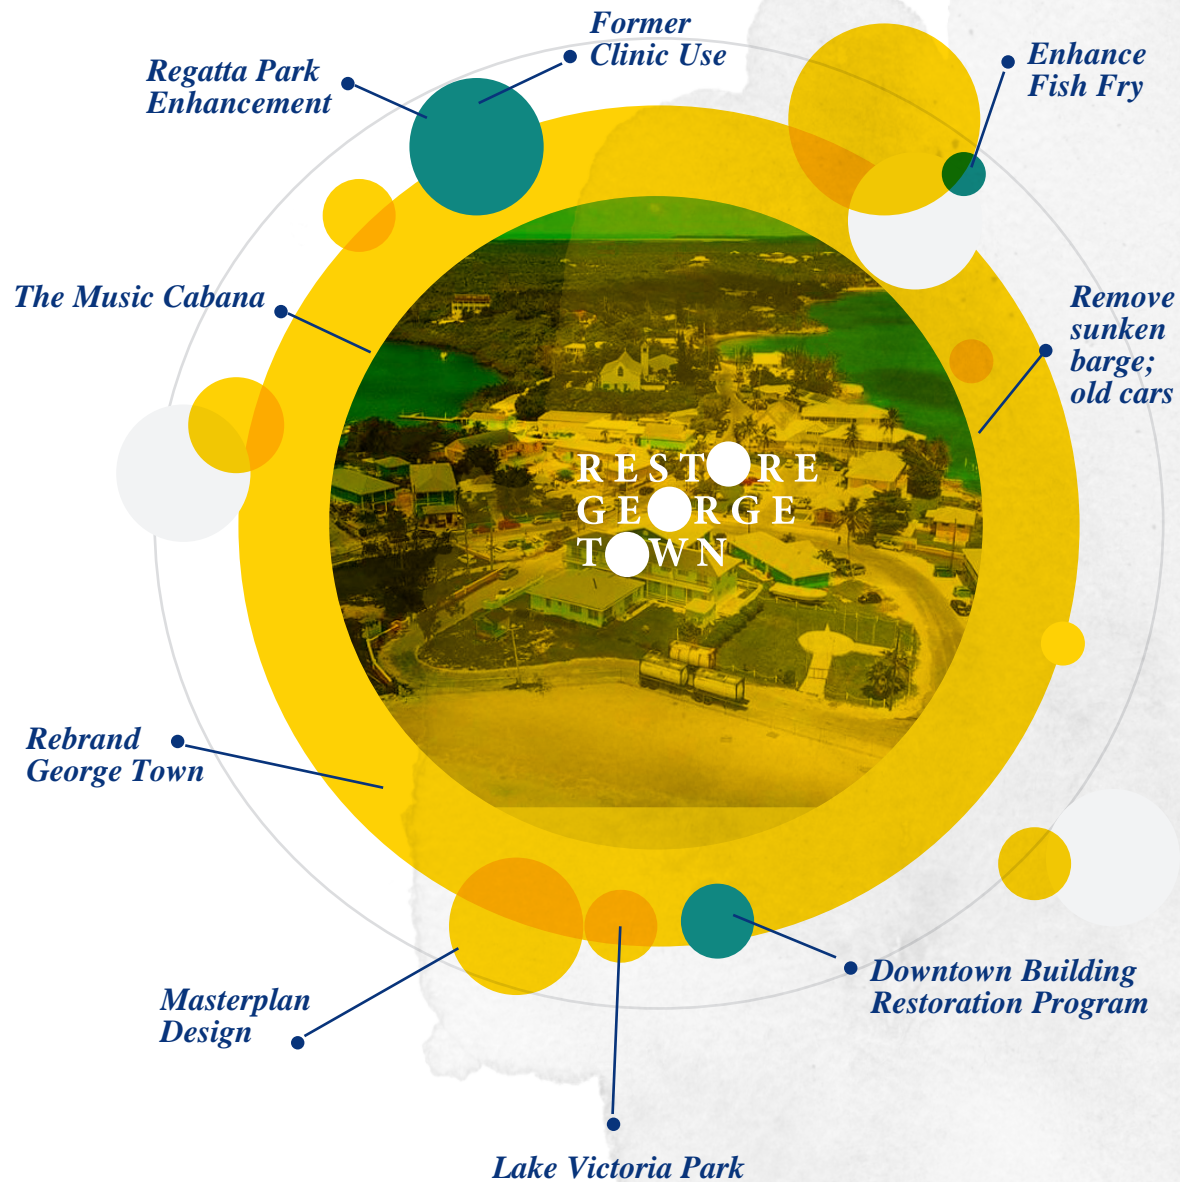 Former
Clinic Use
Regatta Park
Enhancement
Enhance
Fish Fry
The Music Cabana
Remove
sunken
barge;
old cars
RESTORE
GEORGE
TOWN
Rebrand
George Town
Masterplan
Design
Downtown Building
Restoration Program
Lake Victoria Park